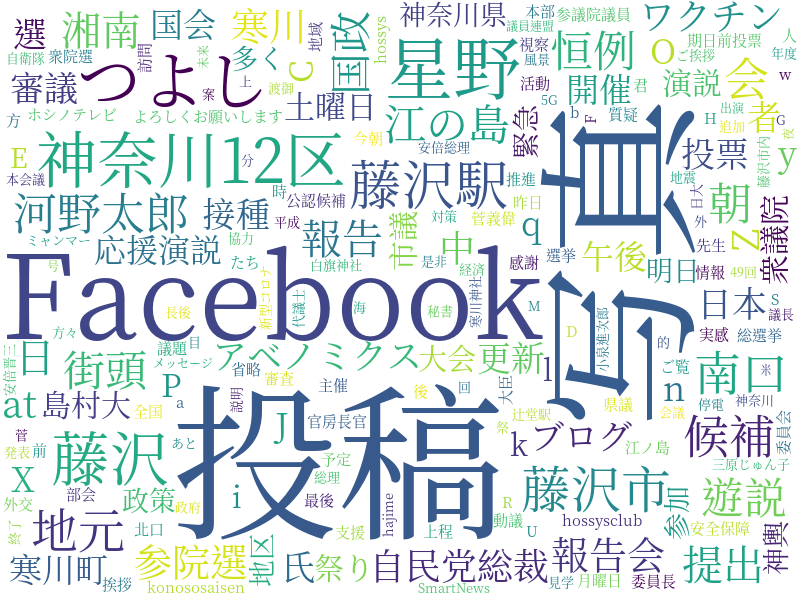 選
湘南
国会
寒川
神奈川県
本部
参議院議員
ワクチン
期日前投票
人
議員連盟
hossys
自衛隊
衆院選
訪問
未来
つよし
多く
地域
国政
星野
視察
風景
恒例
O
ご挨拶
年度
審議
上
C
渡御
案
土曜日
江の島
活動
君
開催
演説
会
w
ホシノテレビ
よろしくお願いします
方
5G
F
b
質疑
H
出演
追加
者
G
夜
E
神奈川12区
今朝
分
安倍総理
緊急
写真
投票
y
本会議
藤沢駅
推進
地震
日大
朝
藤沢市内
河野太郎
接種
公認候補
時
平成
対策
菅義偉
昨日
q
外
Z
衆議院
ミャンマー
応援演説
協力
報告
市議
中
選挙
午後
先生
明日
情報
49回
号
たち
白旗神社
是非
感謝
Facebook
長後
新型コロナ
代議士
海
経済
寒川神社
秘書
M
小泉進次郎
日本
s
議長
実感
総選挙
方々
日
議題
目
メッセージ
安倍晋三
街頭
アベノミクス
大会
更新
D
的
ご覧
※
南口
省略
P
a
at
島村大
審査
説明
主催
後
回
大臣
l
n
県議
停電
神奈川
会議
委員会
菅
全国
投稿
J
官房長官
辻堂駅
祭
k
ブログ
江ノ島
候補
発表
前
藤沢
あと
X
政策
i
予定
総理
藤沢市
三原じゅん子
外交
部会
政府
最後
hajime
R
動議
U
hossysclub
参加
遊説
安全保障
終了
地元
北口
支援
上程
神輿
寒川町
挨拶
参院選
konososaisen
地区
氏
祭り
自民党総裁
SmartNews
報告会
見学
月曜日
委員長
提出